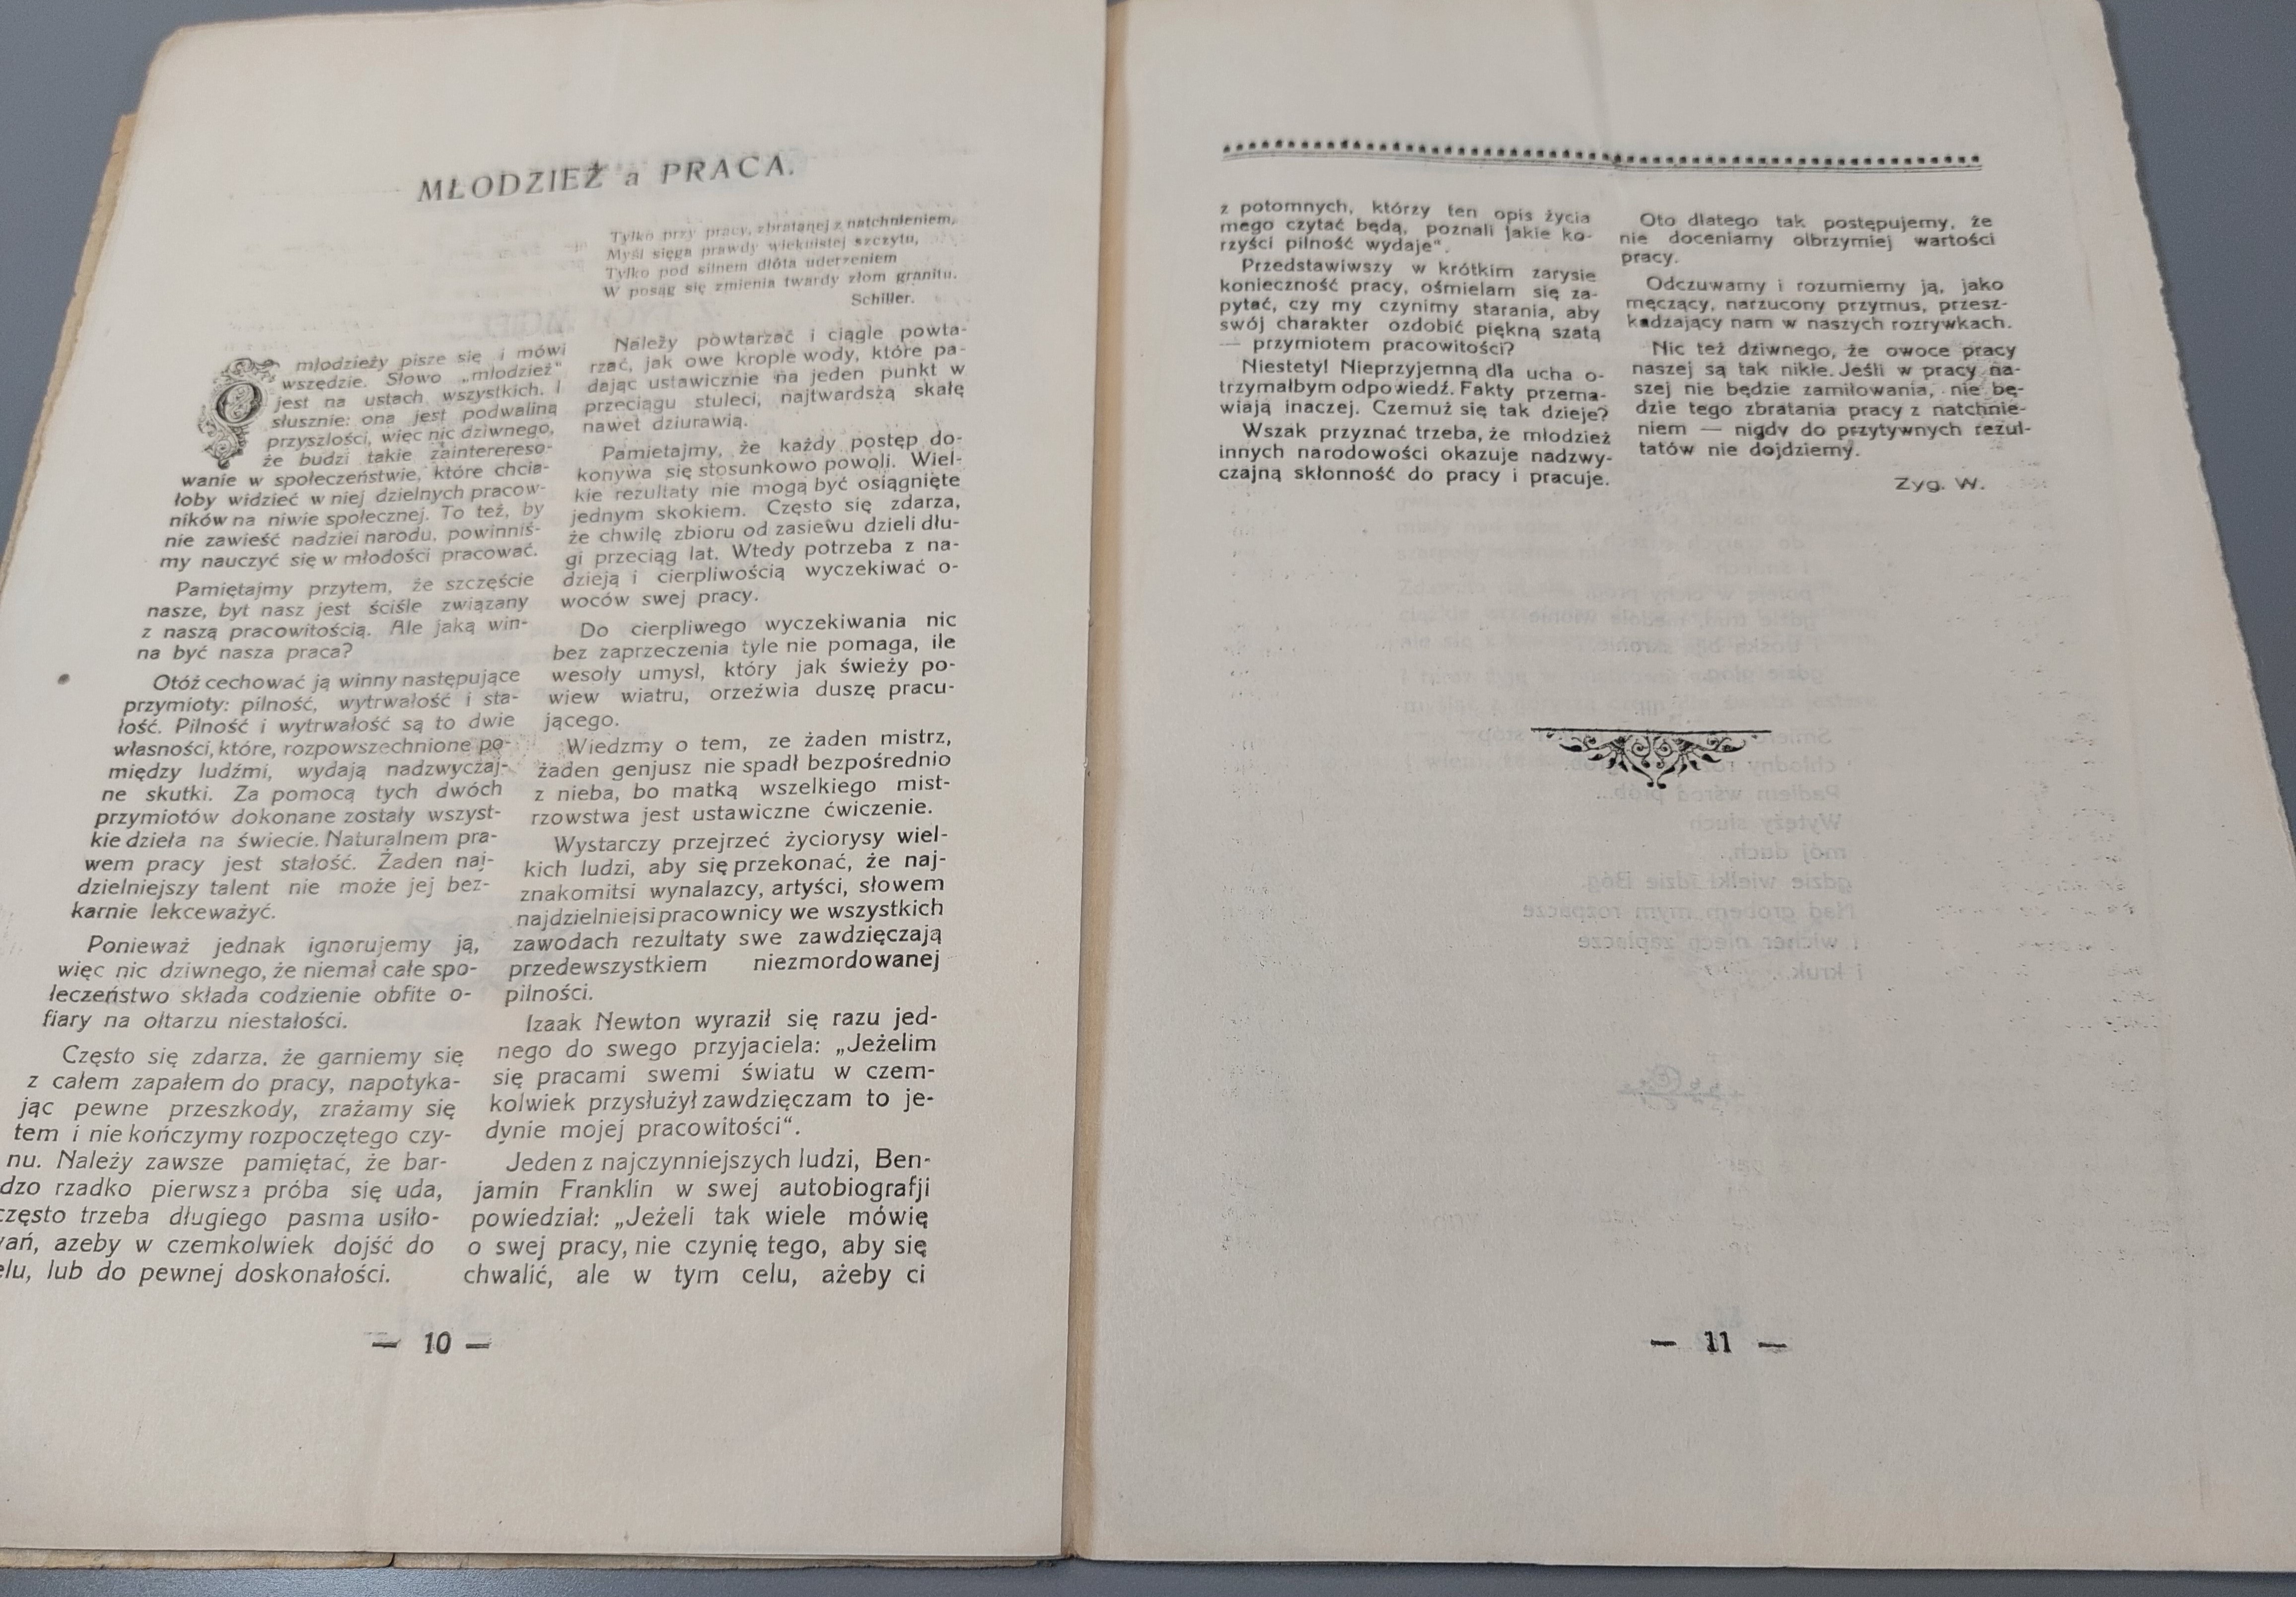 MŁODZIEŻ a PRACA.
Tylko przy pracy, zbratanej z natchnieniem,
Myśl sięga prawdy wiekuistej szczytu,
Tylko pod silnem dłóta uderzeniem
W posąg się zmienia twardy złom granitu.
Schiller.
O młodzieży pisze się i mówi
wszędzie. Słowo „młodzież"
jest na ustach wszystkich. I
słusznie: ona jest podwaliną
przyszłości, więc nic dziwnego,
że budzi takie zainterereso-
wanie w społeczeństwie, które chcia-
łoby widzieć w niej dzielnych pracow-
ników na niwie społecznej. To też, by
nie zawieść nadziei narodu, powinniś-
my nauczyć się w młodości pracować.
Pamiętajmy przytem, że szczęście
nasze, byt nasz jest ściśle związany
z naszą pracowitością. Ale jaką win-
na być nasza praca?
Otóż cechować ją winny następujące
przymioty: pilność, wytrwałość i sta-
łość. Pilność i wytrwałość są to dwie
własności, które, rozpowszechnione po-
między ludźmi, wydają nadzwyczaj-
ne skutki. Za pomocą tych dwóch
przymiotów dokonane zostały wszyst-
kie dzieła na świecie. Naturalnem pra-
wem pracy jest stałość. Żaden naj-
dzielniejszy talent nie może jej bez-
karnie lekceważyć.
Ponieważ jednak ignorujemy ją,
więc nic dziwnego, że niemal całe spo-
łeczeństwo składa codzienie obfite o-
fiary na ołtarzu niestałości.
Często się zdarza, że garniemy się
z całem zapałem do pracy, napotyka-
jąc pewne przeszkody, zrażamy się
tem i nie kończymy rozpoczętego czy-
nu. Należy zawsze pamiętać, że bar-
dzo rzadko pierwsza próba się uda,
często trzeba długiego pasma usiło-
wań, azeby w czemkolwiek dojść do
elu, lub do pewnej doskonałości.
Należy powtarzać i ciągle powta-
rzać, jak owe krople wody, które pa-
dając ustawicznie na jeden punkt w
przeciągu stuleci, najtwardszą skałę
nawet dziurawią.
Pamietajmy, że każdy postęp do-
konywa się stosunkowo powoli. Wiel-
kie rezultaty nie mogą być osiągnięte
jednym skokiem. Często się zdarza,
że chwilę zbioru od zasiewu dzieli dłu-
gi przeciąg lat. Wtedy potrzeba z na-
dzieją i cierpliwością wyczekiwać o-
woców swej pracy.
Do cierpliwego wyczekiwania nic
bez zaprzeczenia tyle nie pomaga, ile
wesoły umysł, który jak świeży po-
wiew wiatru, orzeźwia duszę pracu-
jącego.
Wiedzmy o tem, ze żaden mistrz,
żaden genjusz nie spadł bezpośrednio
z nieba, bo matką wszelkiego mist-
rzowstwa jest ustawiczne ćwiczenie.
Wystarczy przejrzeć życiorysy wiel-
kich ludzi, aby się przekonać, że naj-
znakomitsi wynalazcy, artyści, słowem
najdzielniejsi pracownicy we wszystkich
zawodach rezultaty swe zawdzięczają
przedewszystkiem niezmordowanej
pilności.
Izaak Newton wyraził się razu jed-
nego do swego przyjaciela: „Jeżelim
się pracami swemi światu w czem-
kolwiek przysłużył zawdzięczam to je-
dynie mojej pracowitości“.
Jeden z najczynniejszych ludzi, Ben-
jamin Franklin w swej autobiografji
powiedział: „Jeżeli tak wiele mówię
o swej pracy, nie czynię tego, aby się
chwalić, ale w tym celu, ażeby ci
— 10 —
z potomnych, którzy ten opis życia
mego czytać będą, poznali jakie ko-
rzyści pilność wydaje“.
Przedstawiwszy w krótkim zarysie
konieczność pracy, ośmielam się za-
pytać, czy my czynimy starania, aby
swój charakter ozdobić piękną szatą
— przymiotem pracowitości?
Niestety! Nieprzyjemną dla ucha o-
trzymałbym odpowiedź. Fakty przema-
wiają inaczej. Czemuż się tak dzieje?
Wszak przyznać trzeba, że młodzież
innych narodowości okazuje nadzwy-
czajną skłonność do pracy i pracuje.
Oto dlatego tak postępujemy, że
nie doceniamy olbrzymiej wartości
pracy.
Odczuwamy i rozumiemy ją, jako
męczący, narzucony przymus, przesz-
kadzający nam w naszych rozrywkach.
Nic też dziwnego, że owoce pracy
naszej są tak nikłe. Jeśli w pracy na-
szej nie będzie zamiłowania, nie bę-
dzie tego zbratania pracy z natchnie-
niem — nigdy do przytywnych rezul-
tatów nie dojdziemy.
Zyg. W.
— 11 —